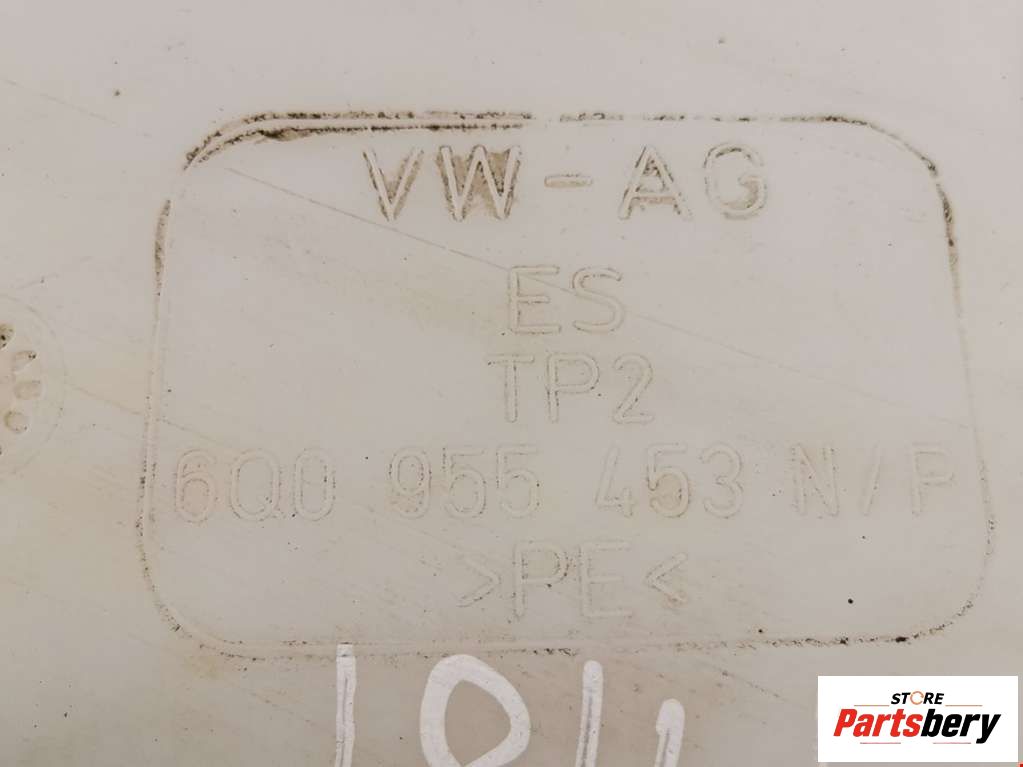 VW-AG
ES
TP2
6Q0 955 453 N/P
>PE<
STORE
Partsbery